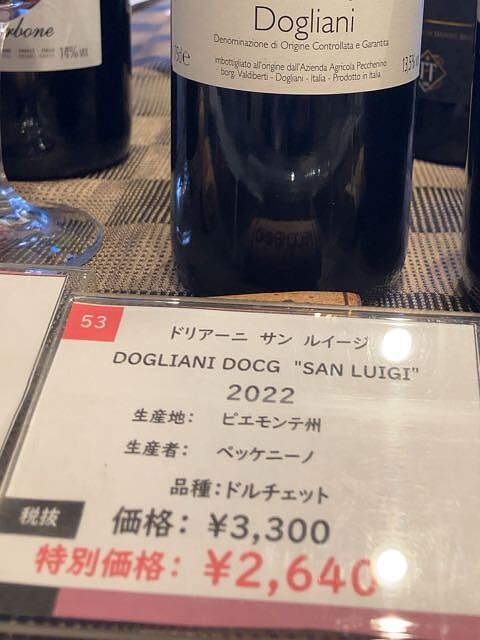 rbone
14% vol
Dogliani
Denominazione di Origine Controllata e Garantita
75cl e
imbottigliato all'origine dall'Azienda Agricola Pecchenino
borg. Valdiberti - Dogliani - Italia - Prodotto in Italia
13,5%
53
ドリアーニ サン ルイージ
DOGLIANI DOCG "SAN LUIGI"
2022
生産地： ピエモンテ州
生産者： ペッケニーノ
品種：ドルチェット
税抜
価格： ¥3,300
特別価格： ¥2,640